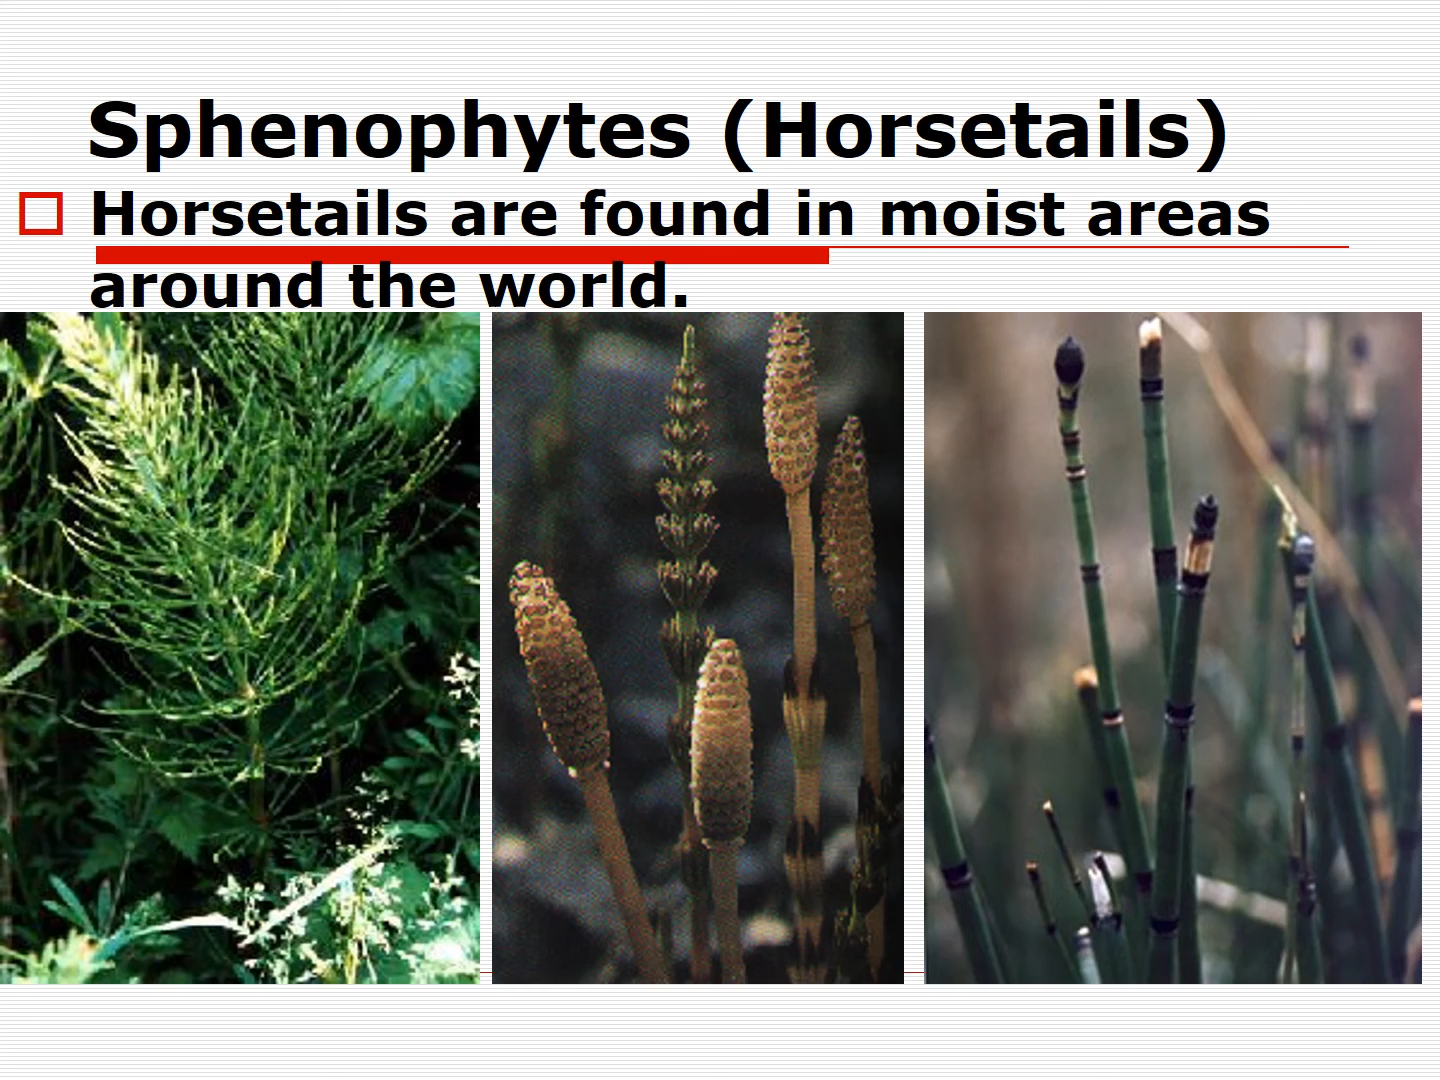 Sphenophytes (Horsetails)
Horsetails are found in moist areas
around the world.